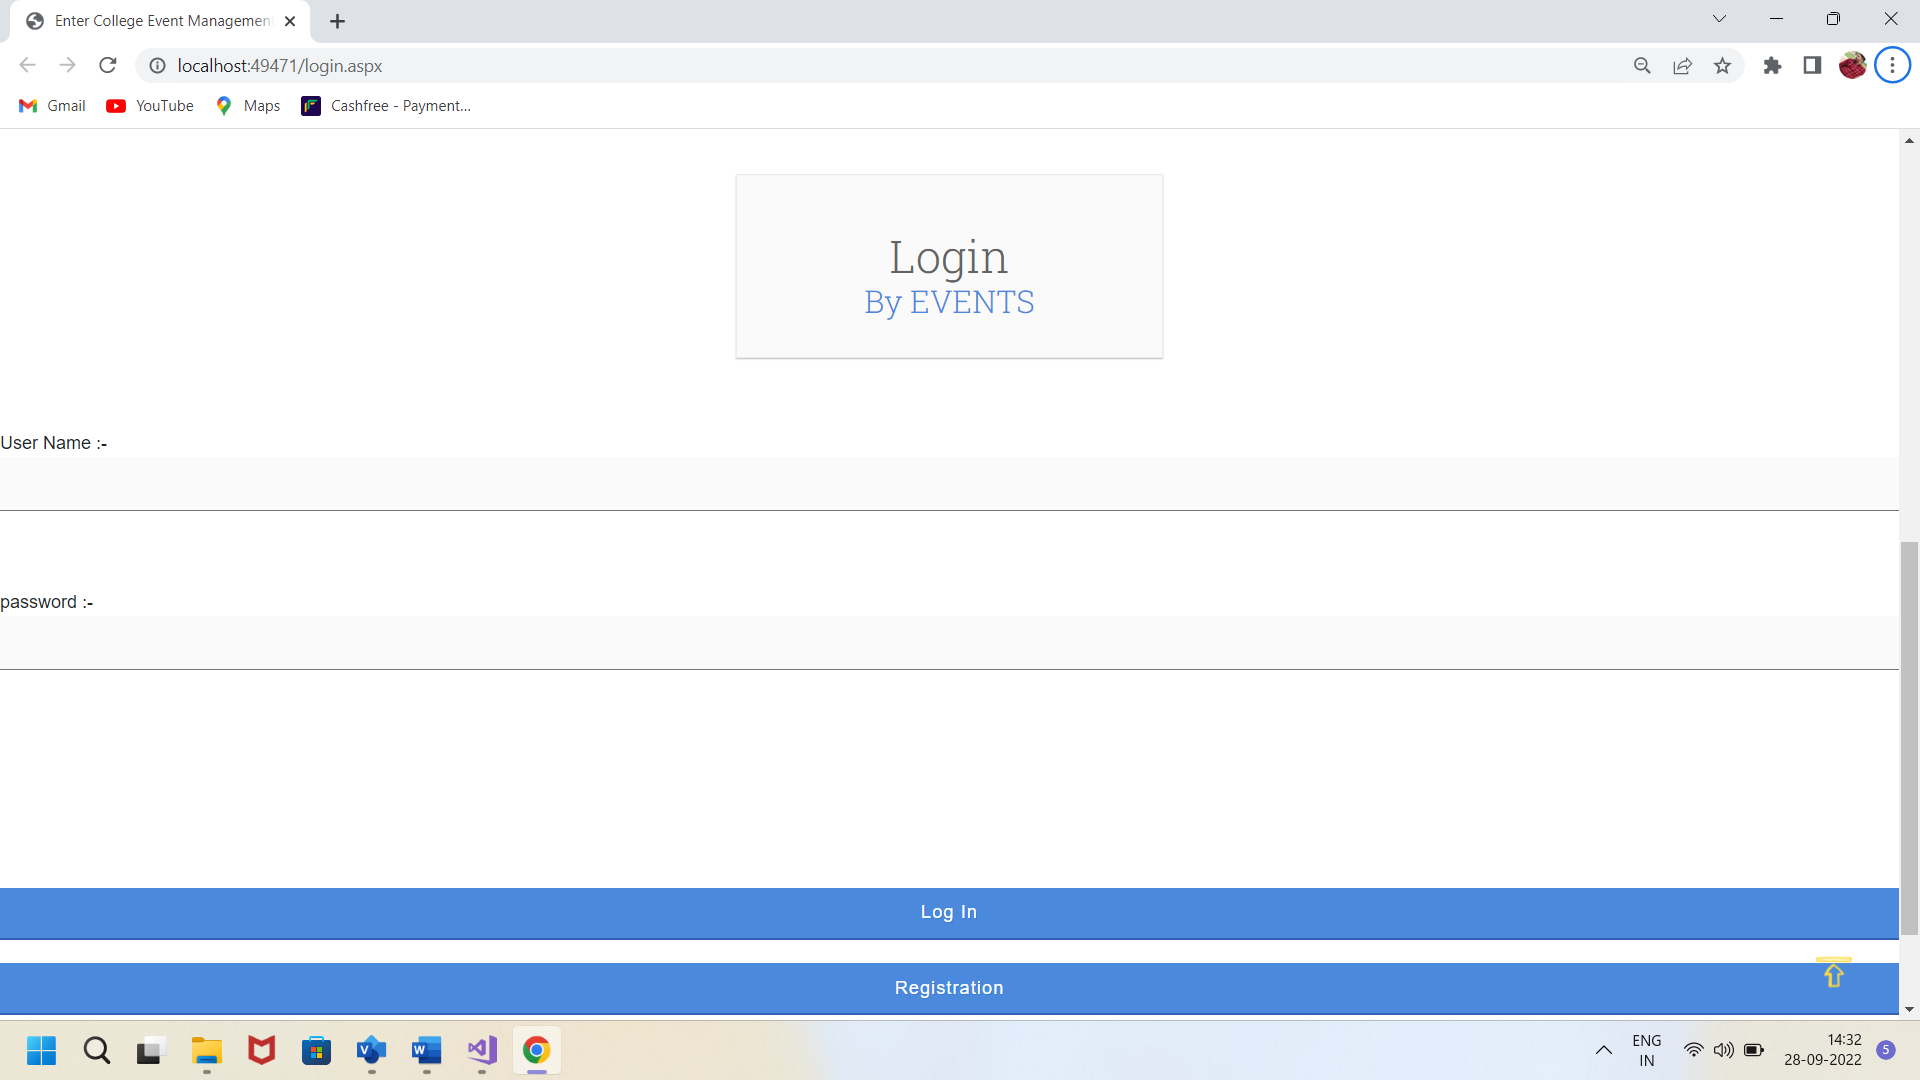 Enter College Event Managemen
localhost:49471/login.aspx
Gmail
YouTube
Maps
Cashfree - Payment...
Login
By EVENTS
User Name :-
password :-
Log In
Registration
ENG
IN
14:32
28-09-2022
5